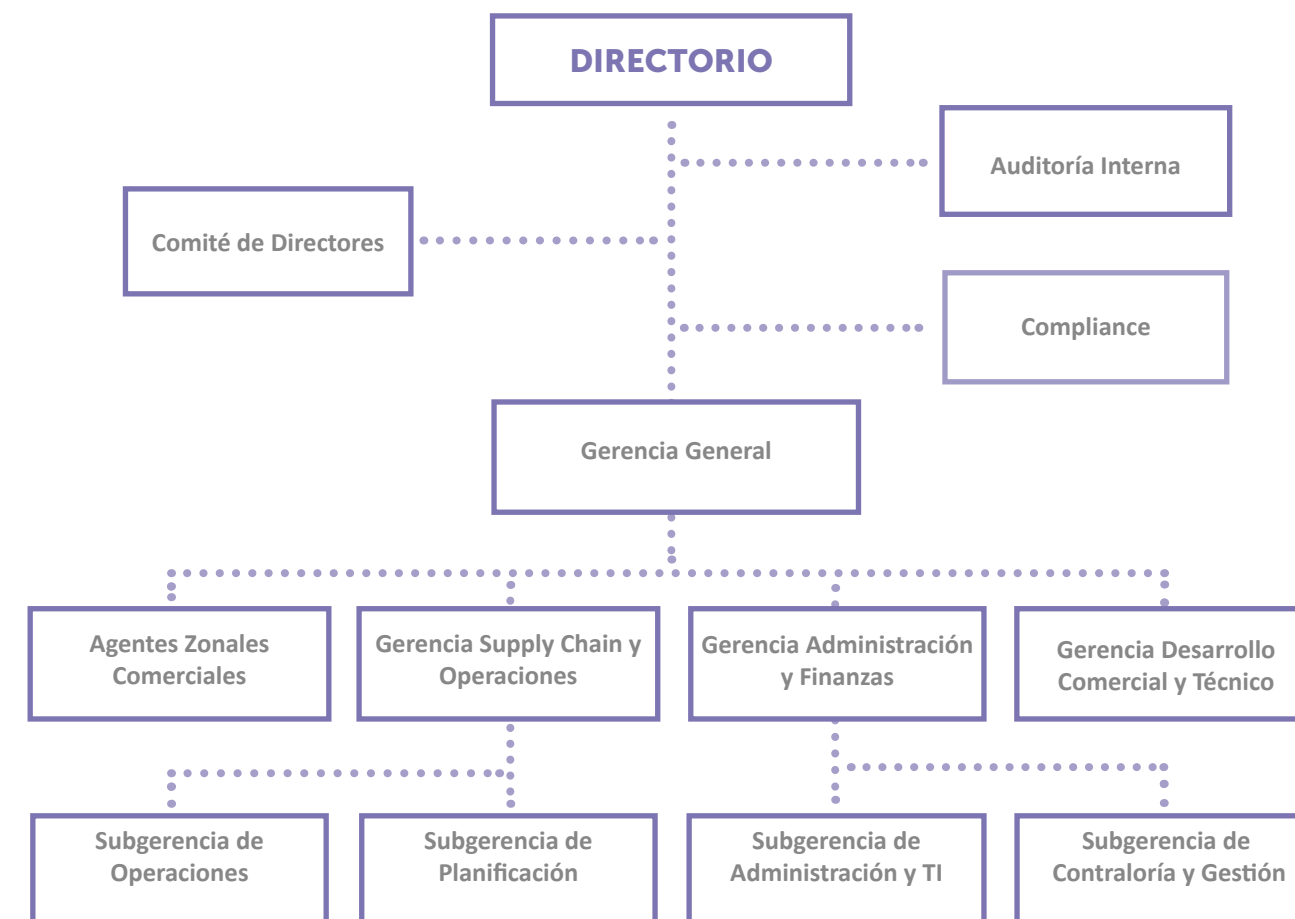 DIRECTORIO
Auditoría Interna
Comité de Directores
Compliance
Gerencia General
Agentes Zonales
Comerciales
Gerencia Supply Chain y
Operaciones
Gerencia Administración
y Finanzas
Gerencia Desarrollo
Comercial y Técnico
Subgerencia de
Operaciones
Subgerencia de
Planificación
Subgerencia de
Administración y TI
Subgerencia de
Contraloría y Gestión